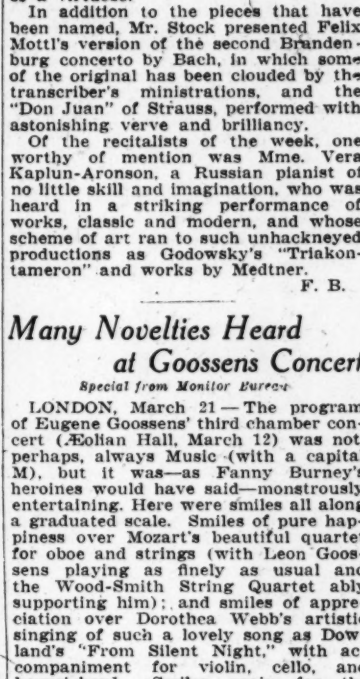 In addition to the pieces that have
been named, Mr. Stock presented Felix
Mottl's version of the second Branden-
burg concerto by Bach, in which some
of the original has been clouded by the
transcriber's ministrations, and the
"Don Juan" of Strauss, performed with
astonishing verve and brilliancy.
Of the recitalists of the week, one
worthy of mention was Mme. Vera
Kaplun-Aronson, a Russian pianist of
no little skill and imagination, who was
heard in a striking performance of
works, classic and modern, and whose
scheme of art ran to such unhackneyed
productions as Godowsky's "Triakon-
tameron" and works by Medtner.
F. B.
Many Novelties Heard
at Goossens Concert
Special from Monitor Bureau
LONDON, March 21 — The program
of Eugene Goossens' third chamber con-
cert (Æolian Hall, March 12) was not
perhaps, always Music (with a capital
M), but it was—as Fanny Burney's
heroines would have said—monstrously
entertaining. Here were smiles all along
a graduated scale. Smiles of pure hap-
piness over Mozart's beautiful quartet
for oboe and strings (with Leon Goos-
sens playing as finely as usual and
the Wood-Smith String Quartet ably
supporting him); and smiles of appre-
ciation over Dorothea Webb's artistic
singing of such a lovely song as Dow-
land's "From Silent Night," with ac-
companiment for violin, cello, and